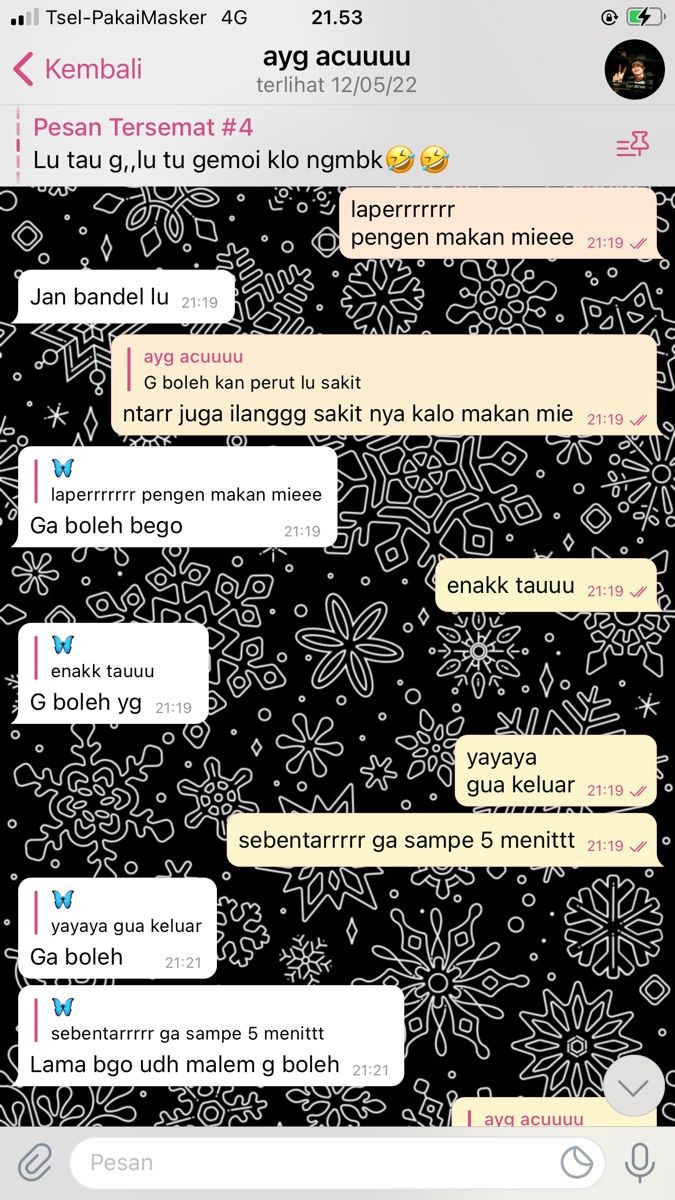 Tsel-PakaiMasker 4G 21.53
Kembali
ayg acuuuu
terlihat 12/05/22
Pesan Tersemat #4
Lu tau g,,lu tu gemoi klo ngmbk🤣🤣
laperrrrrrr
pengen makan mieee 21:19
Jan bandel lu 21:19
ayg acuuuu
G boleh kan perut lu sakit
ntarr juga ilanggg sakit nya kalo makan mie 21:19
🦋
laperrrrrrr pengen makan mieee
Ga boleh bego 21:19
enakk tauuu 21:19
🦋
enakk tauuu
G boleh yg 21:19
yayaya
gua keluar 21:19
sebentarrrrr ga sampe 5 menittt 21:19
🦋
yayaya gua keluar
Ga boleh 21:21
🦋
sebentarrrrr ga sampe 5 menittt
Lama bgo udh malem g boleh 21:21
ayg acuuuu
Pesan